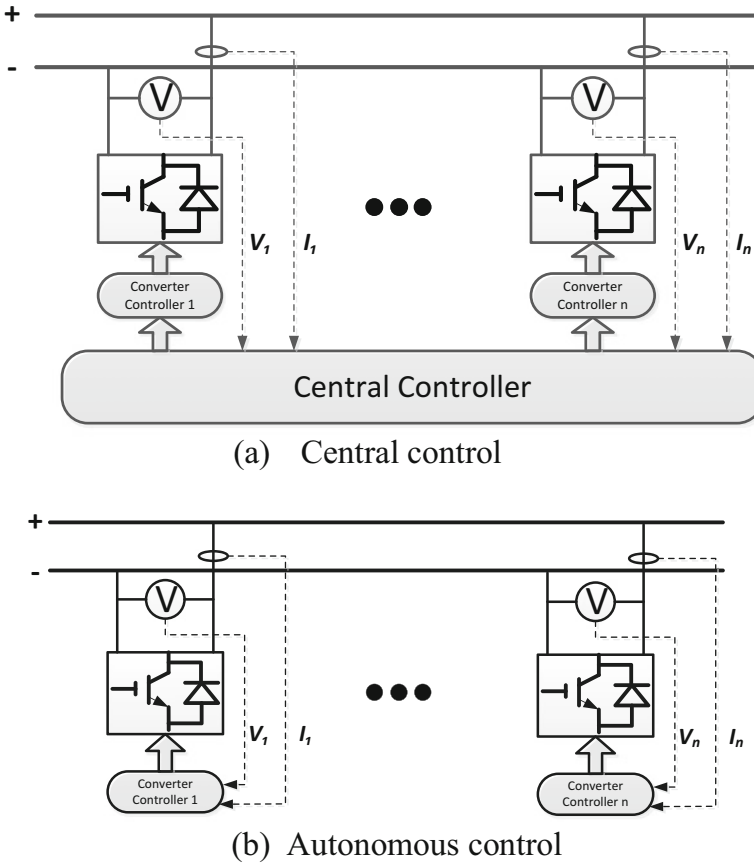 +
-
V
V
V1
I1
Vn
In
Converter
Controller 1
Converter
Controller n
Central Controller
(a) Central control
+
-
V
V
V1
I1
Vn
In
Converter
Controller 1
Converter
Controller n
(b) Autonomous control